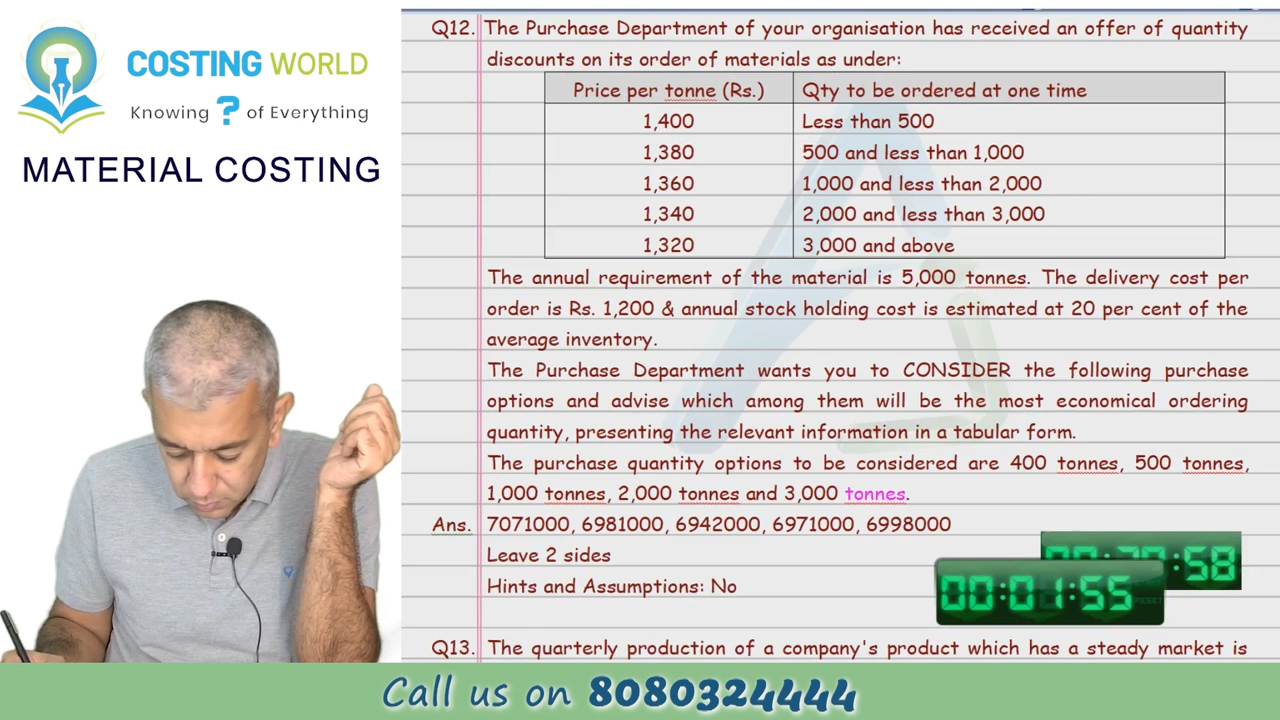 COSTING WORLD
Knowing ? of Everything
MATERIAL COSTING
Q12. The Purchase Department of your organisation has received an offer of quantity
discounts on its order of materials as under:
Price per tonne (Rs.) Qty to be ordered at one time
1,400 Less than 500
1,380 500 and less than 1,000
1,360 1,000 and less than 2,000
1,340 2,000 and less than 3,000
1,320 3,000 and above
The annual requirement of the material is 5,000 tonnes. The delivery cost per
order is Rs. 1,200 & annual stock holding cost is estimated at 20 per cent of the
average inventory.
The Purchase Department wants you to CONSIDER the following purchase
options and advise which among them will be the most economical ordering
quantity, presenting the relevant information in a tabular form.
The purchase quantity options to be considered are 400 tonnes, 500 tonnes,
1,000 tonnes, 2,000 tonnes and 3,000 tonnes.
Ans. 7071000, 6981000, 6942000, 6971000, 6998000
Leave 2 sides
Hints and Assumptions: No
:58
00:01:55
Q13. The quarterly production of a company's product which has a steady market is
Call us on 8080324444